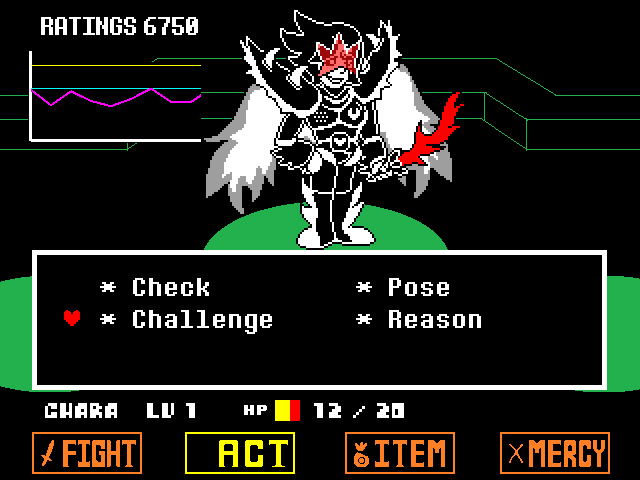 RATINGS 6750
* Check * Pose
* Challenge * Reason
CHARA LV 1 HP 12 / 20
FIGHT ACT ITEM MERCY